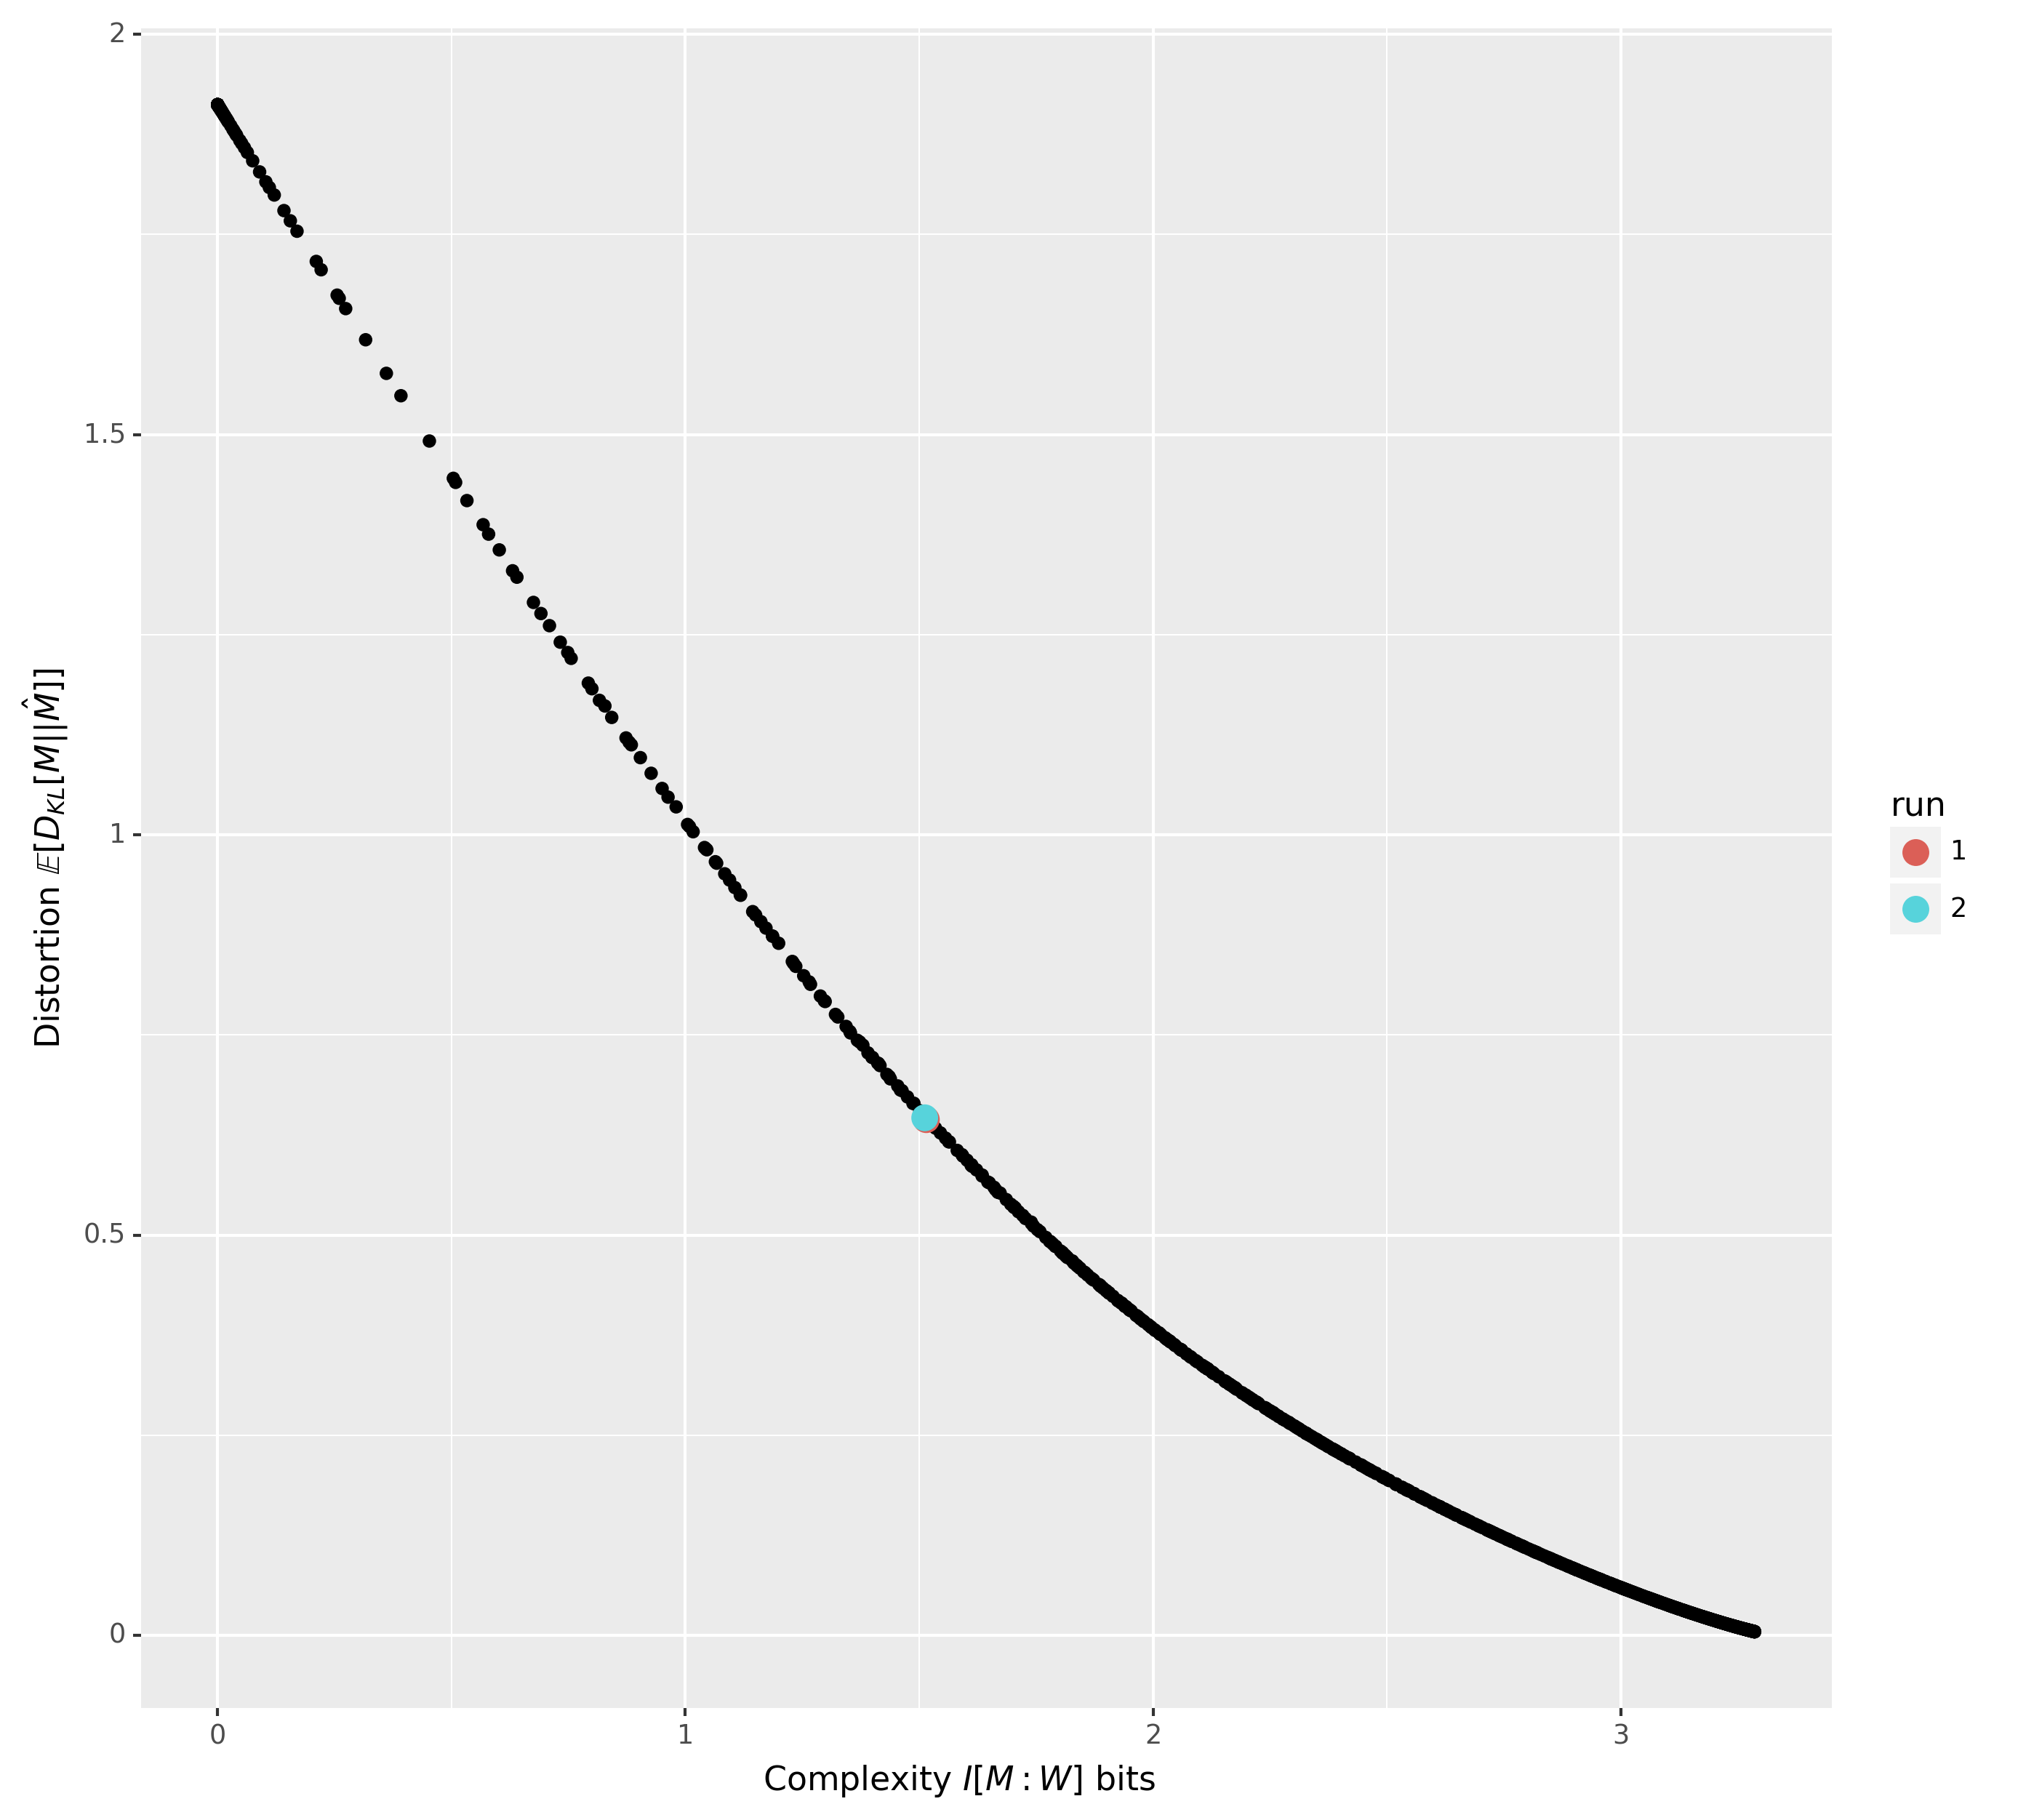 2
1.5
1
0.5
0
Distortion 𝔼[D_KL[M||M̂]]
0 1 2 3
Complexity I[M : W] bits
run
1
2